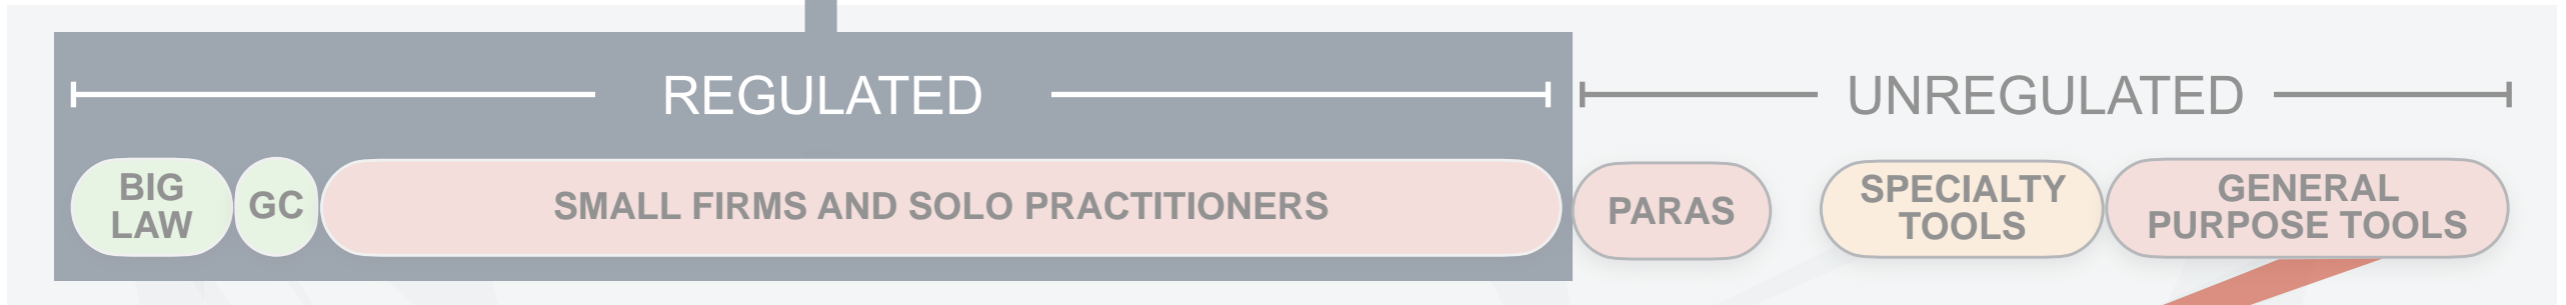 REGULATED
UNREGULATED
BIG
LAW
GC
SMALL FIRMS AND SOLO PRACTITIONERS
PARAS
SPECIALTY
TOOLS
GENERAL
PURPOSE TOOLS